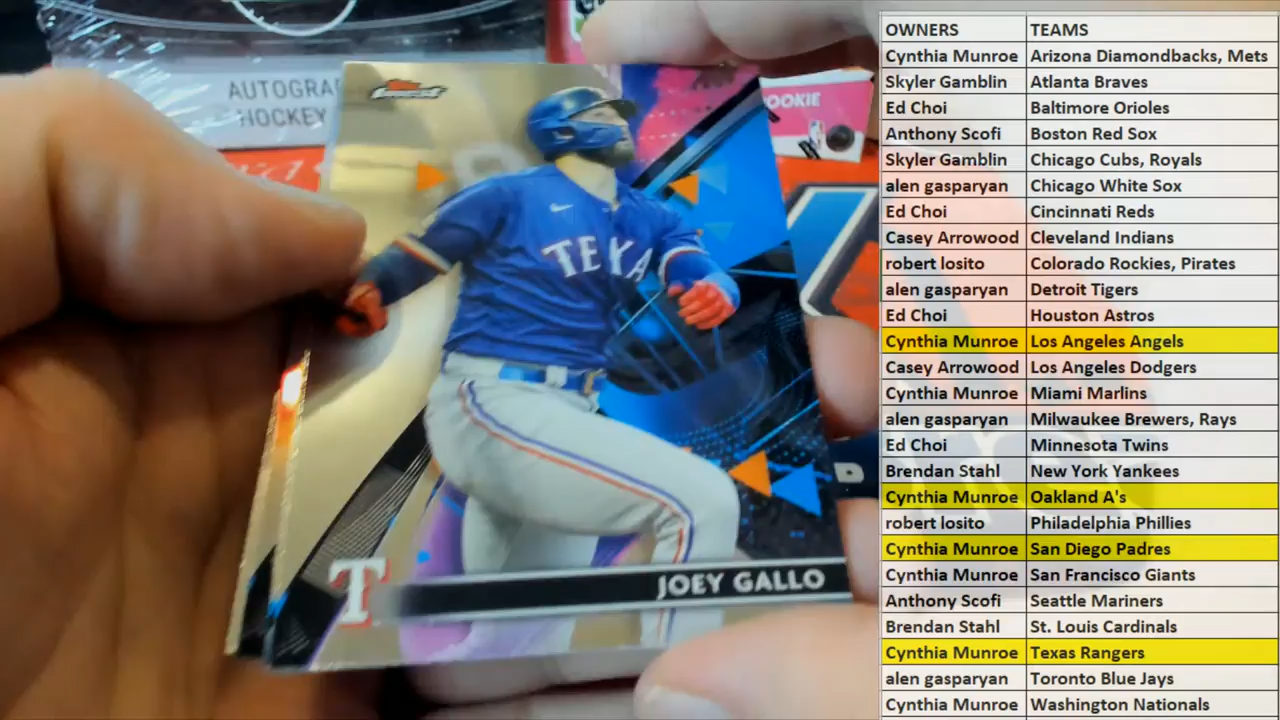 AUTOGRA
HOCKEY
Finest
ROOKIE
TEXA
T
JOEY GALLO
OWNERS TEAMS
Cynthia Munroe Arizona Diamondbacks, Mets
Skyler Gamblin Atlanta Braves
Ed Choi Baltimore Orioles
Anthony Scofi Boston Red Sox
Skyler Gamblin Chicago Cubs, Royals
alen gasparyan Chicago White Sox
Ed Choi Cincinnati Reds
Casey Arrowood Cleveland Indians
robert losito Colorado Rockies, Pirates
alen gasparyan Detroit Tigers
Ed Choi Houston Astros
Cynthia Munroe Los Angeles Angels
Casey Arrowood Los Angeles Dodgers
Cynthia Munroe Miami Marlins
alen gasparyan Milwaukee Brewers, Rays
Ed Choi Minnesota Twins
Brendan Stahl New York Yankees
Cynthia Munroe Oakland A's
robert losito Philadelphia Phillies
Cynthia Munroe San Diego Padres
Cynthia Munroe San Francisco Giants
Anthony Scofi Seattle Mariners
Brendan Stahl St. Louis Cardinals
Cynthia Munroe Texas Rangers
alen gasparyan Toronto Blue Jays
Cynthia Munroe Washington Nationals